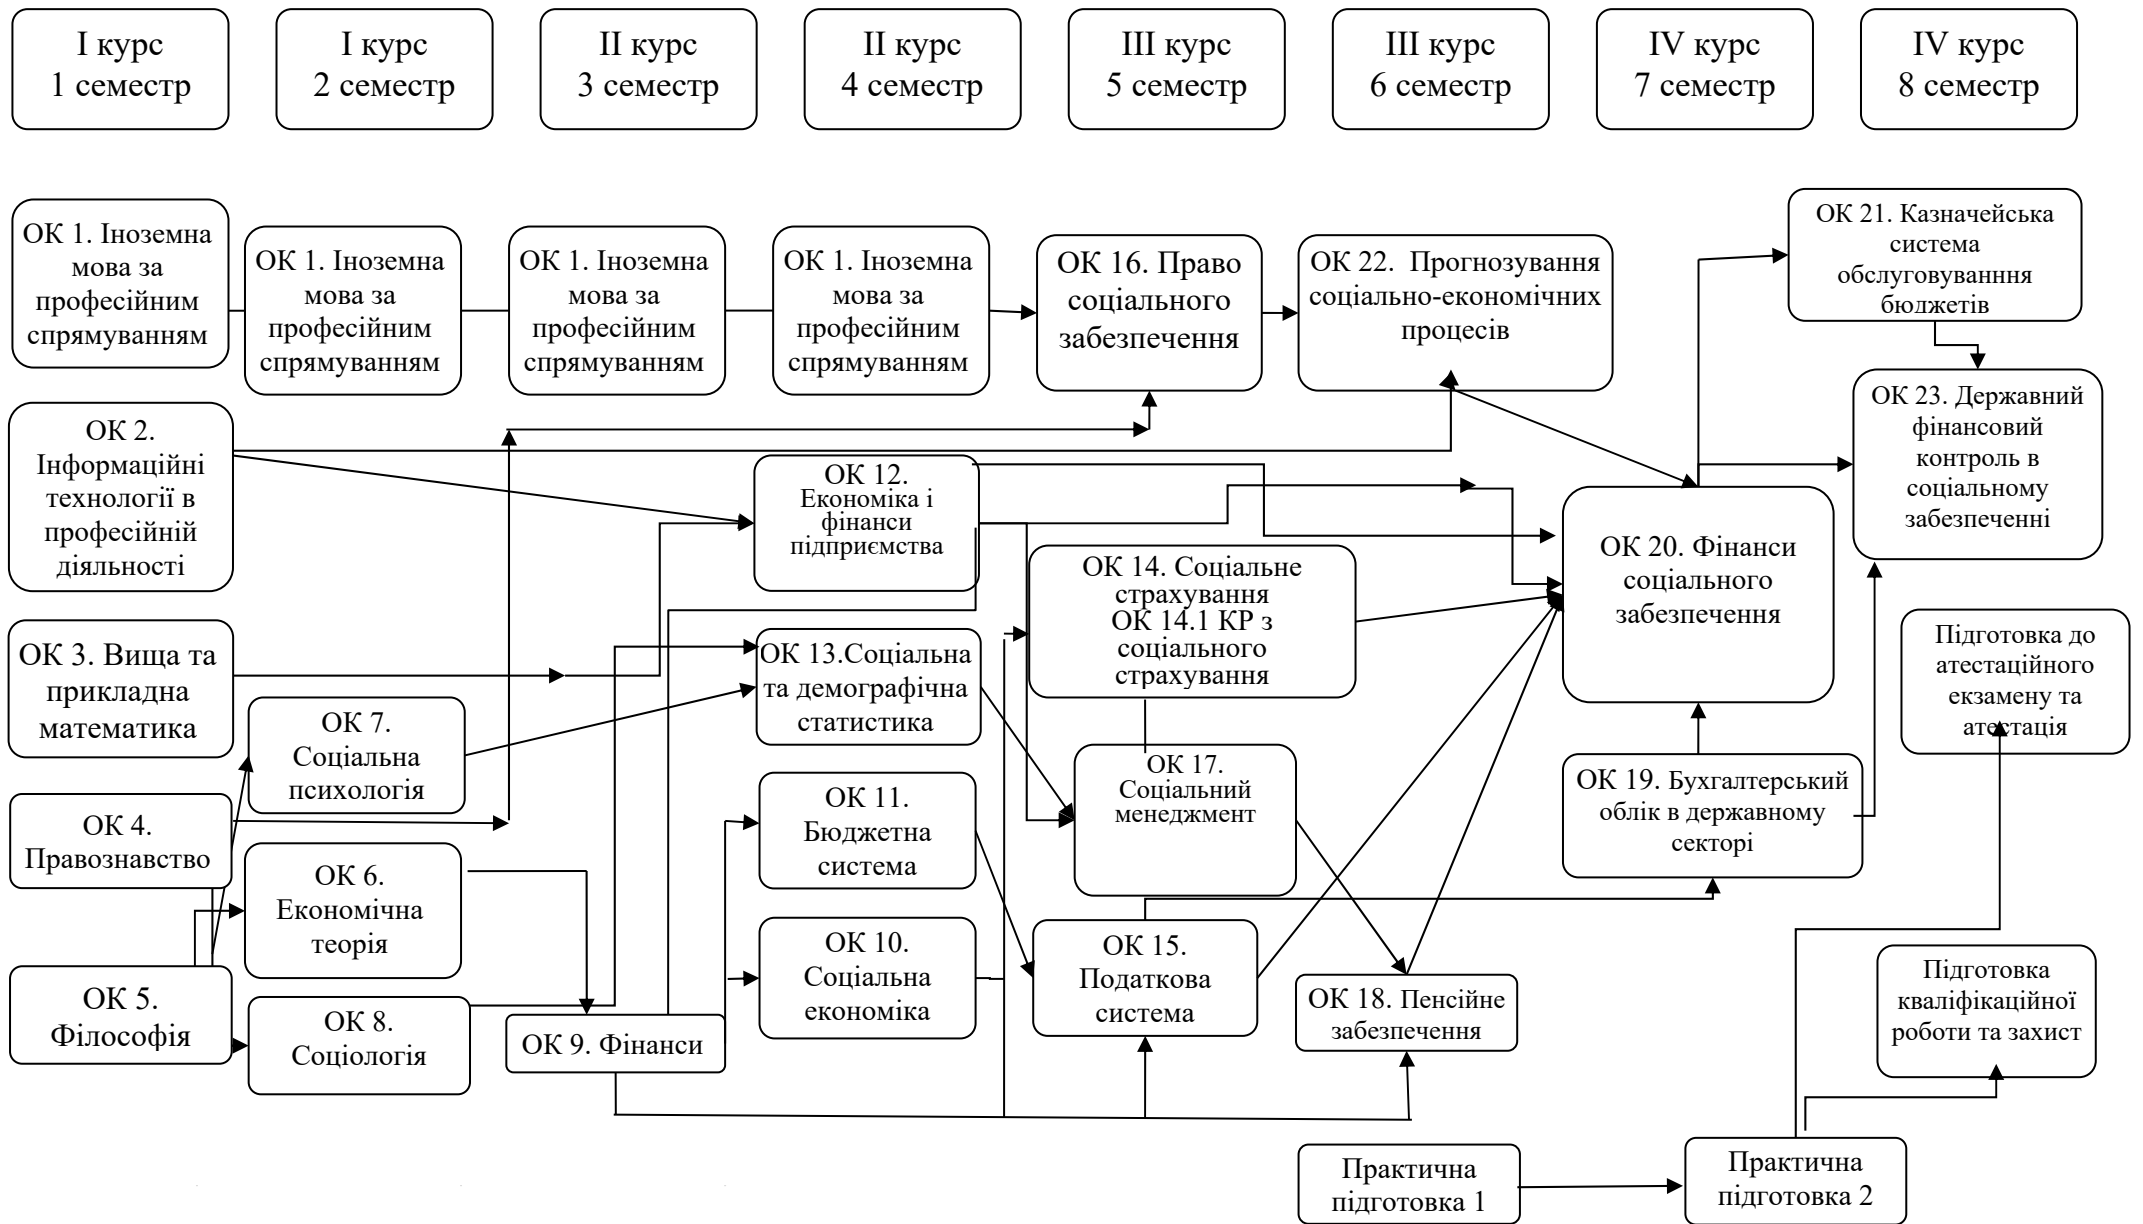 І курс
1 семестр
І курс
2 семестр
ІІ курс
3 семестр
ІІ курс
4 семестр
ІІІ курс
5 семестр
ІІІ курс
6 семестр
IV курс
7 семестр
IV курс
8 семестр
ОК 1. Іноземна
мова за
професійним
спрямуванням
ОК 1. Іноземна
мова за
професійним
спрямуванням
ОК 1. Іноземна
мова за
професійним
спрямуванням
ОК 1. Іноземна
мова за
професійним
спрямуванням
ОК 16. Право
соціального
забезпечення
ОК 22. Прогнозування
соціально-економічних
процесів
ОК 21. Казначейська
система
обслуговуванння
бюджетів
ОК 23. Державний
фінансовий
контроль в
соціальному
забезпеченні
ОК 2.
Інформаційні
технології в
професійній
діяльності
ОК 12.
Економіка і
фінанси
підприємства
ОК 14. Соціальне
страхування
ОК 14.1 КР з
соціального
страхування
ОК 20. Фінанси
соціального
забезпечення
ОК 3. Вища та
прикладна
математика
ОК 7.
Соціальна
психологія
ОК 13.Соціальна
та демографічна
статистика
Підготовка до
атестаційного
екзамену та
атестація
ОК 4.
Правознавство
ОК 6.
Економічна
теорія
ОК 11.
Бюджетна
система
ОК 17.
Соціальний
менеджмент
ОК 19. Бухгалтерський
облік в державному
секторі
ОК 5.
Філософія
ОК 8.
Соціологія
ОК 9. Фінанси
ОК 10.
Соціальна
економіка
ОК 15.
Податкова
система
ОК 18. Пенсійне
забезпечення
Підготовка
кваліфікаційної
роботи та захист
Практична
підготовка 1
Практична
підготовка 2